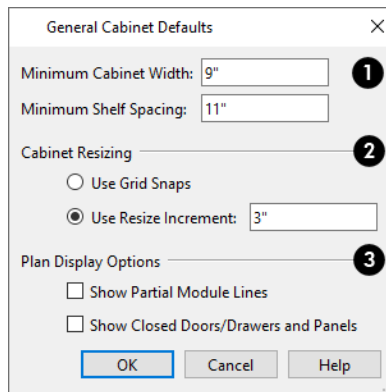 General Cabinet Defaults
Minimum Cabinet Width: 9" 1
Minimum Shelf Spacing: 11"
Cabinet Resizing 2
Use Grid Snaps
Use Resize Increment: 3"
Plan Display Options 3
Show Partial Module Lines
Show Closed Doors/Drawers and Panels
OK Cancel Help